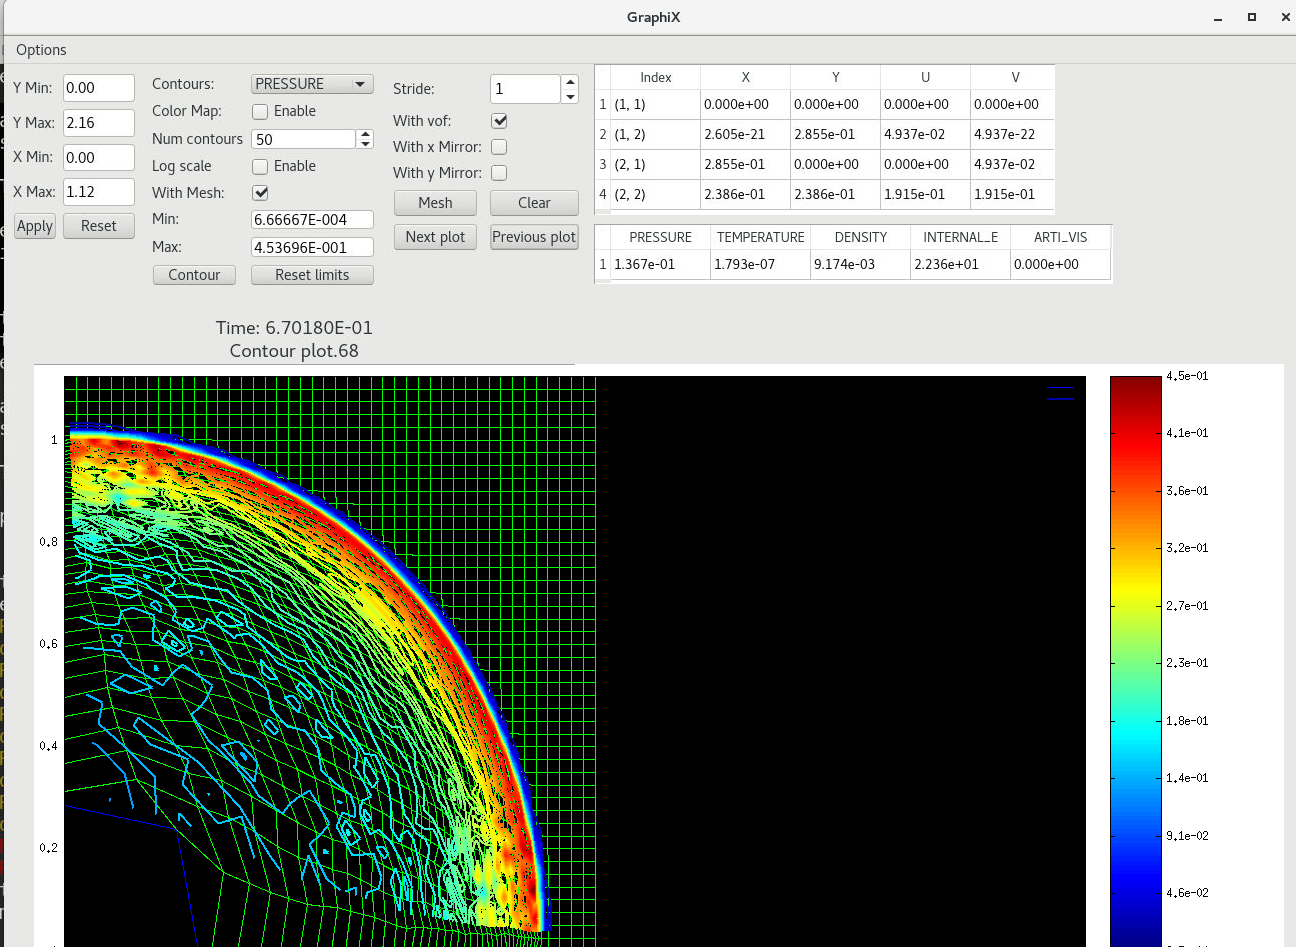 GraphiX
Options
Y Min: 0.00
Y Max: 2.16
X Min: 0.00
X Max: 1.12
Apply Reset
Contours: PRESSURE
Color Map: Enable
Num contours 50
Log scale Enable
With Mesh:
Min: 6.66667E-004
Max: 4.53696E-001
Contour Reset limits
Stride: 1
With vof:
With x Mirror:
With y Mirror:
Mesh Clear
Next plot Previous plot
Index X Y U V
1 (1, 1) 0.000e+00 0.000e+00 0.000e+00 0.000e+00
2 (1, 2) 2.605e-21 2.855e-01 4.937e-02 4.937e-22
3 (2, 1) 2.855e-01 0.000e+00 0.000e+00 4.937e-02
4 (2, 2) 2.386e-01 2.386e-01 1.915e-01 1.915e-01
PRESSURE TEMPERATURE DENSITY INTERNAL_E ARTI_VIS
1 1.367e-01 1.793e-07 9.174e-03 2.236e+01 0.000e+00
Time: 6.70180E-01
Contour plot.68
1
0.8
0.6
0.4
0.2
4.5e-01
4.1e-01
3.6e-01
3.2e-01
2.7e-01
2.3e-01
1.8e-01
1.4e-01
9.1e-02
4.6e-02